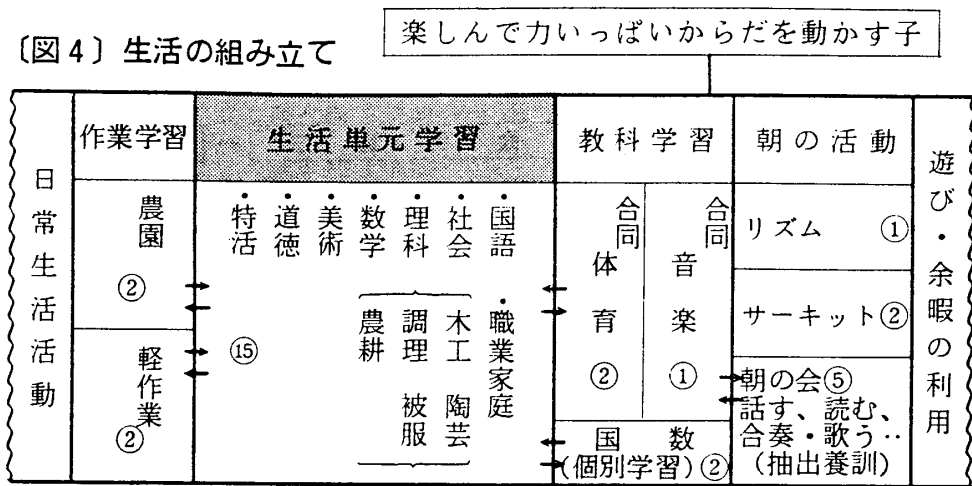 〔図4〕生活の組み立て
楽しんで力いっぱいからだを動かす子
遊び・余暇の利用
朝の活動
リズム ①
サーキット②
朝の会⑤
話す、読む、
合奏・歌う‥
(抽出養訓)
教科学習
合同
音楽
①
合同
体育
②
国 数
(個別学習)②
生活単元学習
・国語
・社会
・理科
・数学
・美術
・道徳
・特活
・職業家庭
木工 陶芸
調理 被服
農耕
⑮
作業学習
農園
②
軽作業
②
日常生活活動